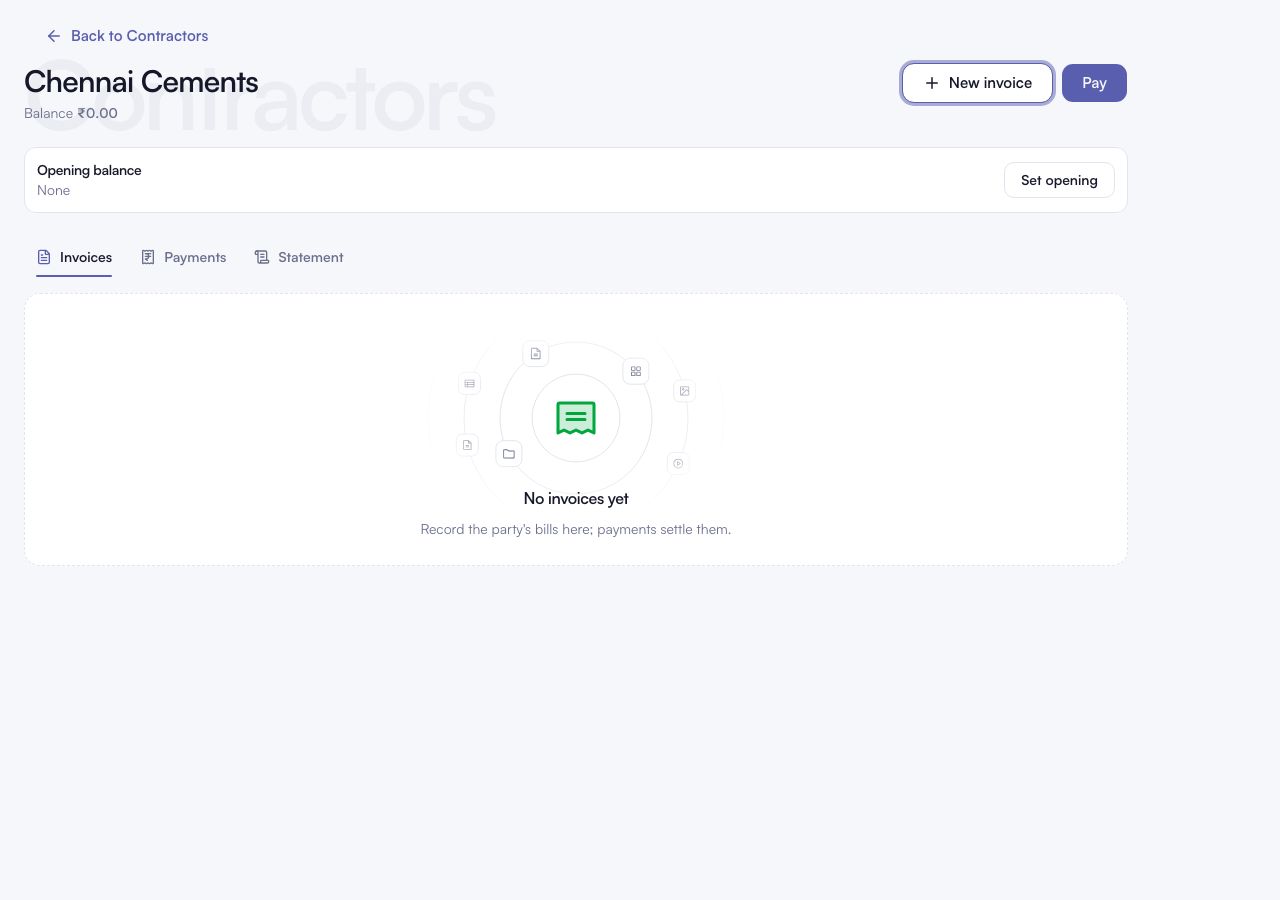 Back to Contractors
Contractors
Chennai Cements
Balance ₹0.00
New invoice
Pay
Opening balance
None
Set opening
Invoices
Payments
Statement
No invoices yet
Record the party's bills here; payments settle them.